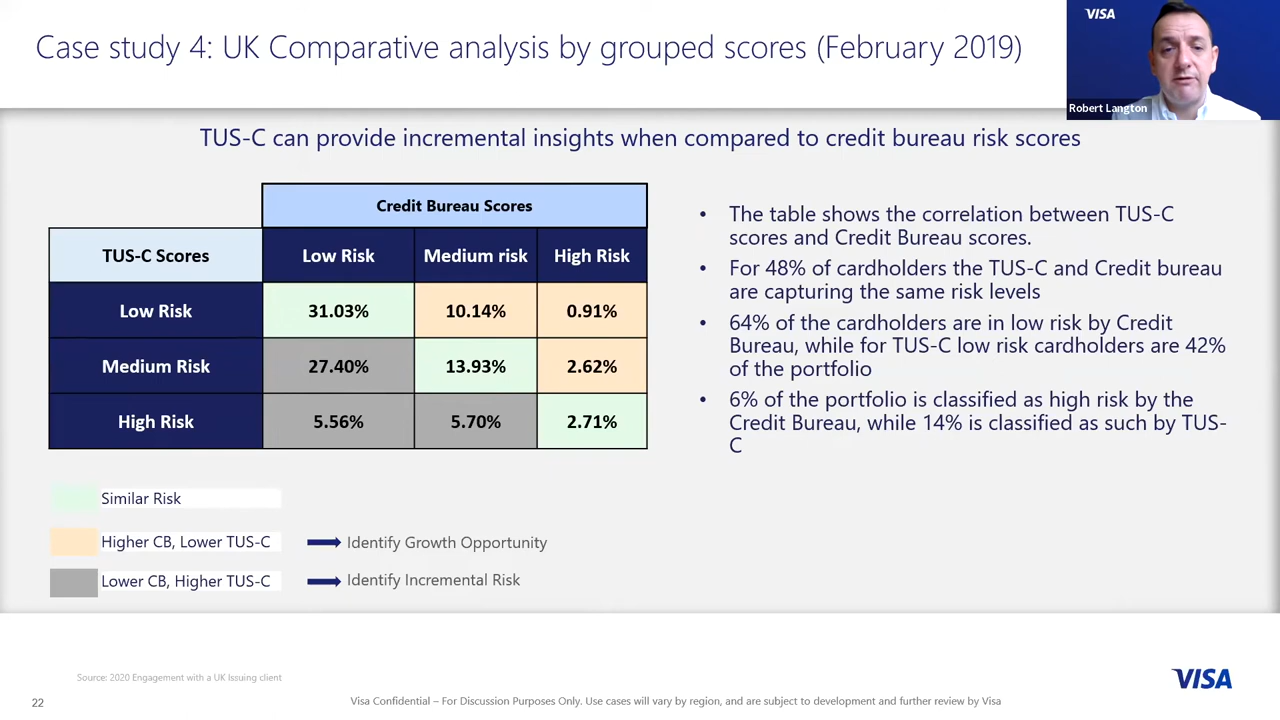 Case study 4: UK Comparative analysis by grouped scores (February 2019)
VISA
Robert Langton
TUS-C can provide incremental insights when compared to credit bureau risk scores
Credit Bureau Scores
TUS-C Scores Low Risk Medium risk High Risk
Low Risk 31.03% 10.14% 0.91%
Medium Risk 27.40% 13.93% 2.62%
High Risk 5.56% 5.70% 2.71%
Similar Risk
Higher CB, Lower TUS-C Identify Growth Opportunity
Lower CB, Higher TUS-C Identify Incremental Risk
• The table shows the correlation between TUS-C
scores and Credit Bureau scores.
• For 48% of cardholders the TUS-C and Credit bureau
are capturing the same risk levels
• 64% of the cardholders are in low risk by Credit
Bureau, while for TUS-C low risk cardholders are 42%
of the portfolio
• 6% of the portfolio is classified as high risk by the
Credit Bureau, while 14% is classified as such by TUS-
C
Source: 2020 Engagement with a UK Issuing client
VISA
22
Visa Confidential – For Discussion Purposes Only. Use cases will vary by region, and are subject to development and further review by Visa